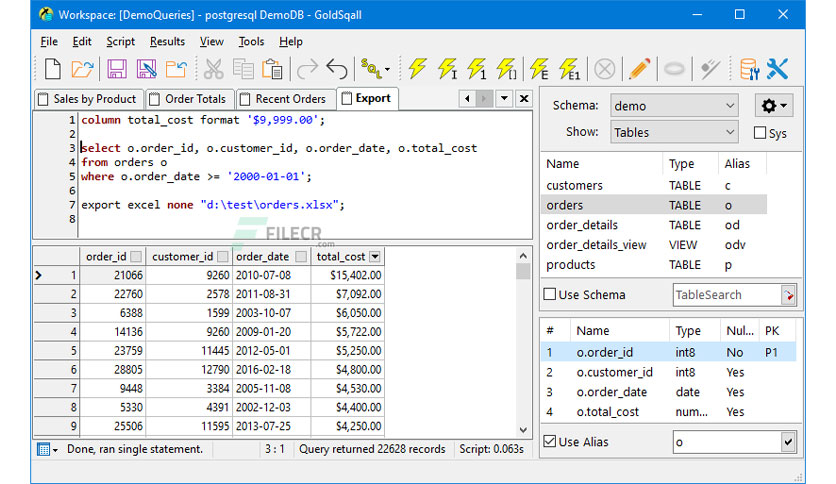 Workspace: [DemoQueries] - postgresql DemoDB - GoldSqall
File Edit Script Results View Tools Help
SQL I 1 [] E E1
Sales by Product Order Totals Recent Orders Export
1 column total_cost format '$9,999.00';
2
3 select o.order_id, o.customer_id, o.order_date, o.total_cost
4 from orders o
5 where o.order_date >= '2000-01-01';
6
7 export excel none "d:\test\orders.xlsx";
8
FILECR
.com
order_id customer_id order_date total_cost
1 21066 9260 2010-07-08 $15,402.00
2 22760 2578 2011-08-31 $7,092.00
3 6388 1599 2003-10-07 $6,050.00
4 14136 9260 2009-01-20 $5,722.00
5 23759 11445 2012-05-01 $5,250.00
6 28805 12790 2016-02-18 $4,800.00
7 9448 3384 2005-11-08 $4,530.00
8 5330 4391 2002-12-03 $4,400.00
9 25506 11595 2013-07-25 $4,250.00
Done, ran single statement. 3 : 1 Query returned 22628 records Script: 0.063s
Schema: demo
Show: Tables Sys
Name Type Alias
customers TABLE c
orders TABLE o
order_details TABLE od
order_details_view VIEW odv
products TABLE p
Use Schema TableSearch
# Name Type Nul... PK
1 o.order_id int8 No P1
2 o.customer_id int8 Yes
3 o.order_date date Yes
4 o.total_cost num... Yes
Use Alias o